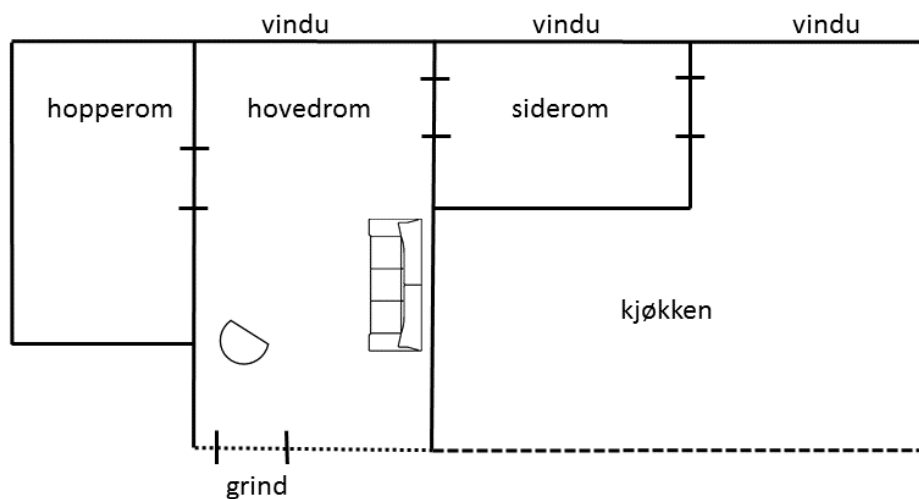 vindu vindu vindu
hopperom hovedrom siderom
kjøkken
grind